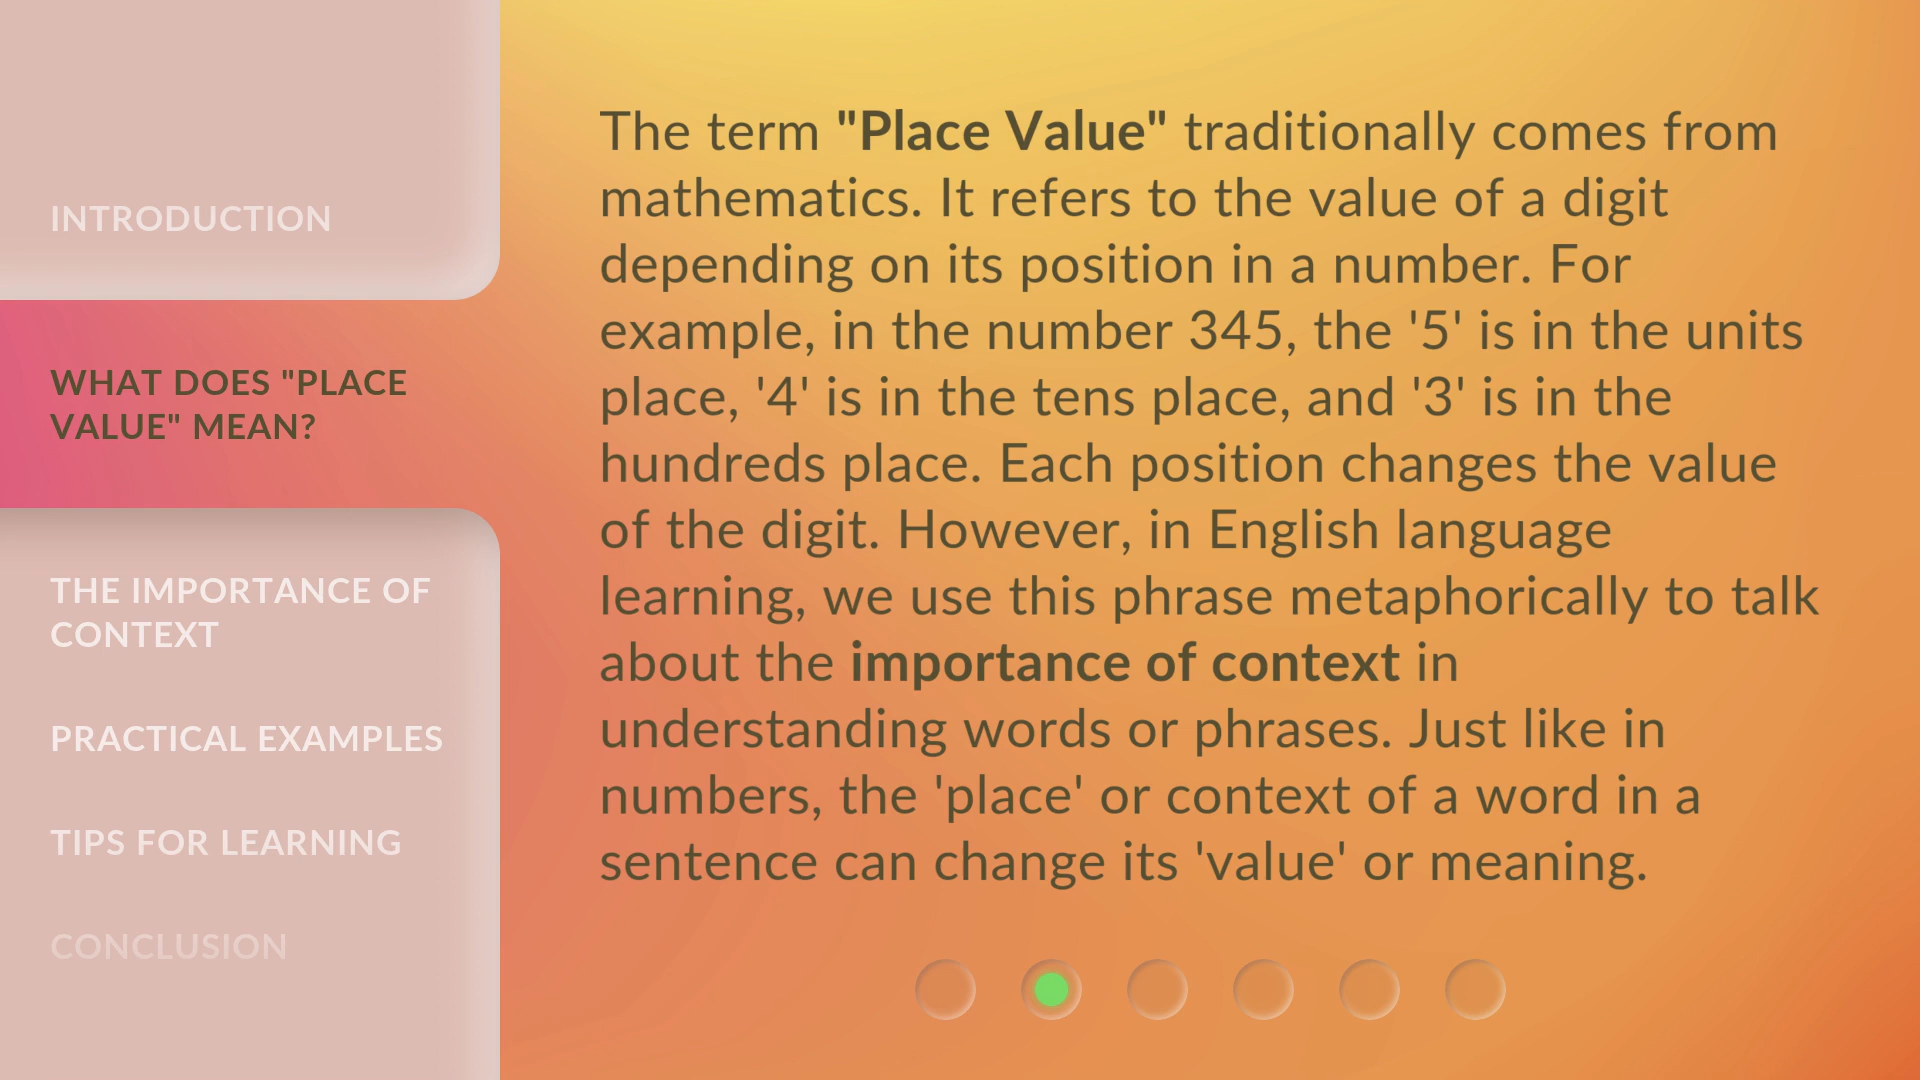 INTRODUCTION
WHAT DOES "PLACE
VALUE" MEAN?
THE IMPORTANCE OF
CONTEXT
PRACTICAL EXAMPLES
TIPS FOR LEARNING
CONCLUSION
The term "Place Value" traditionally comes from
mathematics. It refers to the value of a digit
depending on its position in a number. For
example, in the number 345, the '5' is in the units
place, '4' is in the tens place, and '3' is in the
hundreds place. Each position changes the value
of the digit. However, in English language
learning, we use this phrase metaphorically to talk
about the importance of context in
understanding words or phrases. Just like in
numbers, the 'place' or context of a word in a
sentence can change its 'value' or meaning.